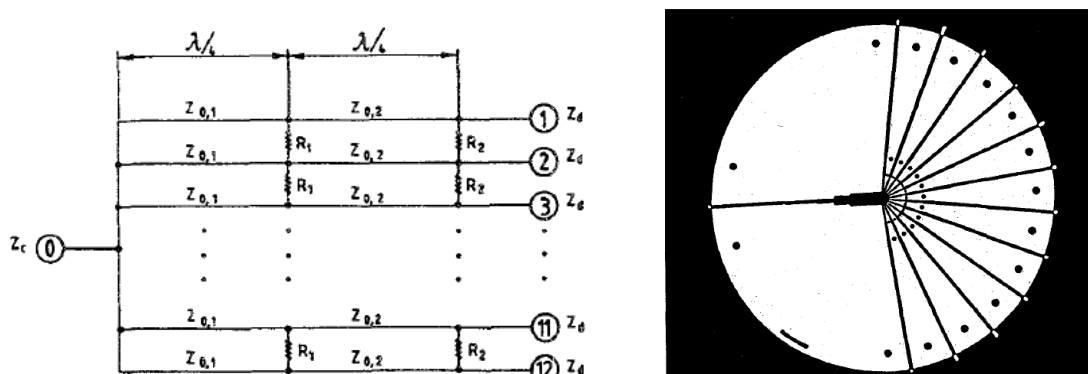 λ/4 λ/4
Z0,1 Z0,2 1 Zd
R1 R2
Z0,1 Z0,2 2 Zd
R1 R2
Z0,1 Z0,2 3 Zd
Zc 0
Z0,1 Z0,2 11 Zd
R1 R2
Z0,1 Z0,2 12 Zd